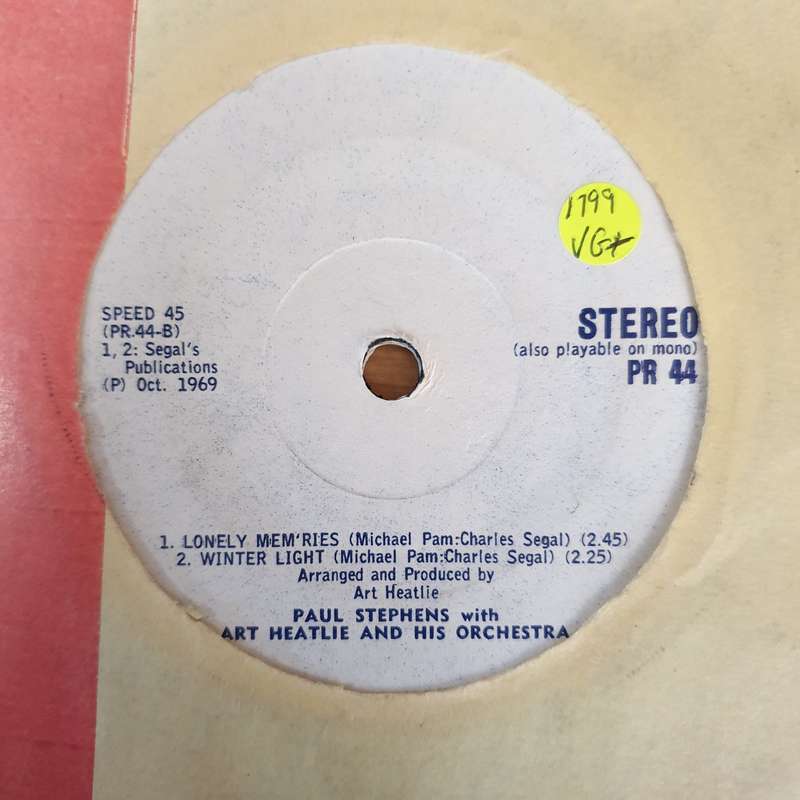 1799
VG+
SPEED 45
(PR.44-B)
1, 2: Segal's
Publications
(P) Oct. 1969
STEREO
(also playable on mono)
PR 44
1. LONELY MEM'RIES (Michael Pam:Charles Segal) (2.45)
2. WINTER LIGHT (Michael Pam:Charles Segal) (2.25)
Arranged and Produced by
Art Heatlie
PAUL STEPHENS with
ART HEATLIE AND HIS ORCHESTRA